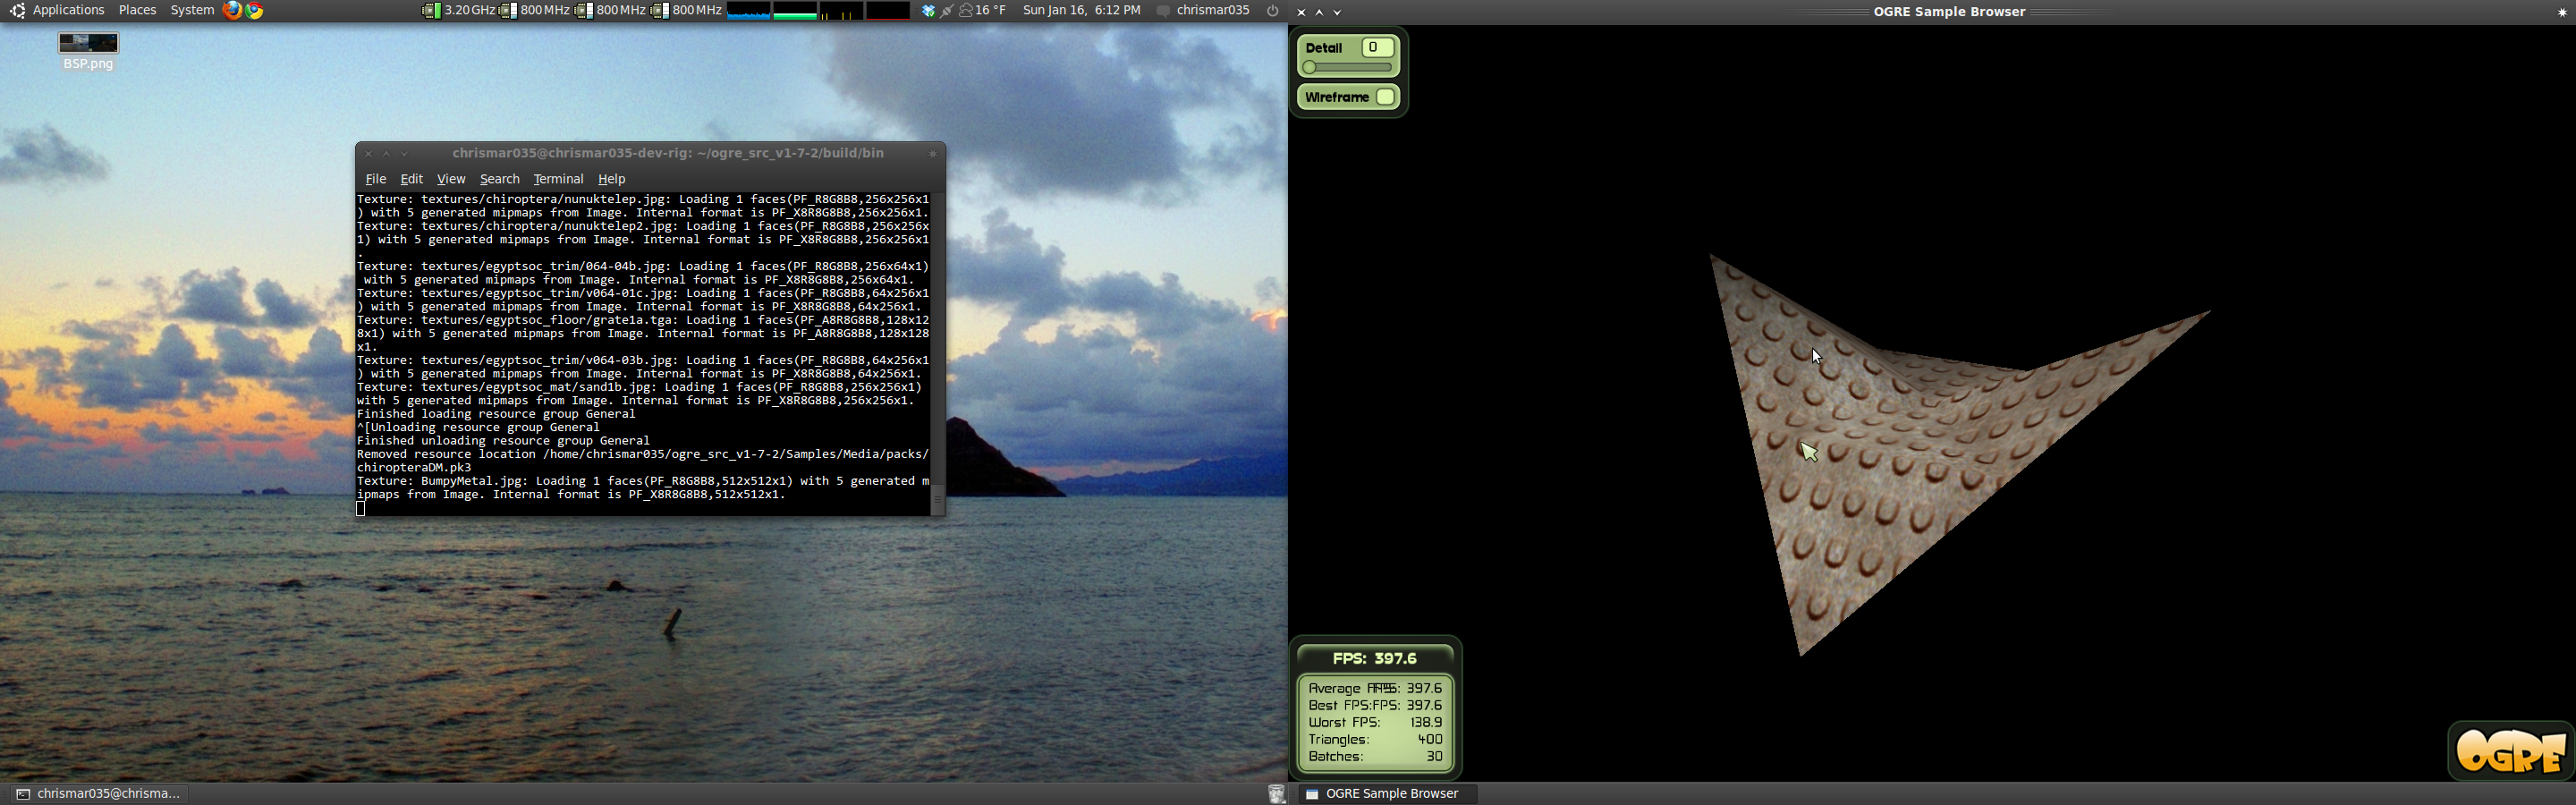 Applications Places System 3.20 GHz 800 MHz 800 MHz 800 MHz 16 °F Sun Jan 16, 6:12 PM chrismar035
BSP.png
chrismar035@chrismar035-dev-rig: ~/ogre_src_v1-7-2/build/bin
File Edit View Search Terminal Help
Texture: textures/chiroptera/nunuktelep.jpg: Loading 1 faces(PF_R8G8B8,256x256x1
) with 5 generated mipmaps from Image. Internal format is PF_X8R8G8B8,256x256x1.
Texture: textures/chiroptera/nunuktelep2.jpg: Loading 1 faces(PF_R8G8B8,256x256x
1) with 5 generated mipmaps from Image. Internal format is PF_X8R8G8B8,256x256x1
.
Texture: textures/egyptsoc_trim/064-04b.jpg: Loading 1 faces(PF_R8G8B8,256x64x1)
with 5 generated mipmaps from Image. Internal format is PF_X8R8G8B8,256x64x1.
Texture: textures/egyptsoc_trim/v064-01c.jpg: Loading 1 faces(PF_R8G8B8,64x256x1
) with 5 generated mipmaps from Image. Internal format is PF_X8R8G8B8,64x256x1.
Texture: textures/egyptsoc_floor/grate1a.tga: Loading 1 faces(PF_A8R8G8B8,128x12
8x1) with 5 generated mipmaps from Image. Internal format is PF_A8R8G8B8,128x128
x1.
Texture: textures/egyptsoc_trim/v064-03b.jpg: Loading 1 faces(PF_R8G8B8,64x256x1
) with 5 generated mipmaps from Image. Internal format is PF_X8R8G8B8,64x256x1.
Texture: textures/egyptsoc_mat/sand1b.jpg: Loading 1 faces(PF_R8G8B8,256x256x1)
with 5 generated mipmaps from Image. Internal format is PF_X8R8G8B8,256x256x1.
Finished loading resource group General
^[Unloading resource group General
Finished unloading resource group General
Removed resource location /home/chrismar035/ogre_src_v1-7-2/Samples/Media/packs/
chiropteraDM.pk3
Texture: BumpyMetal.jpg: Loading 1 faces(PF_R8G8B8,512x512x1) with 5 generated m
ipmaps from Image. Internal format is PF_X8R8G8B8,512x512x1.
chrismar035@chrisma...
OGRE Sample Browser
Detail 0
Wireframe
FPS: 397.6
Average FPS: 397.6
Best FPS:FPS: 397.6
Worst FPS: 138.9
Triangles: 400
Batches: 30
OGRE
OGRE Sample Browser